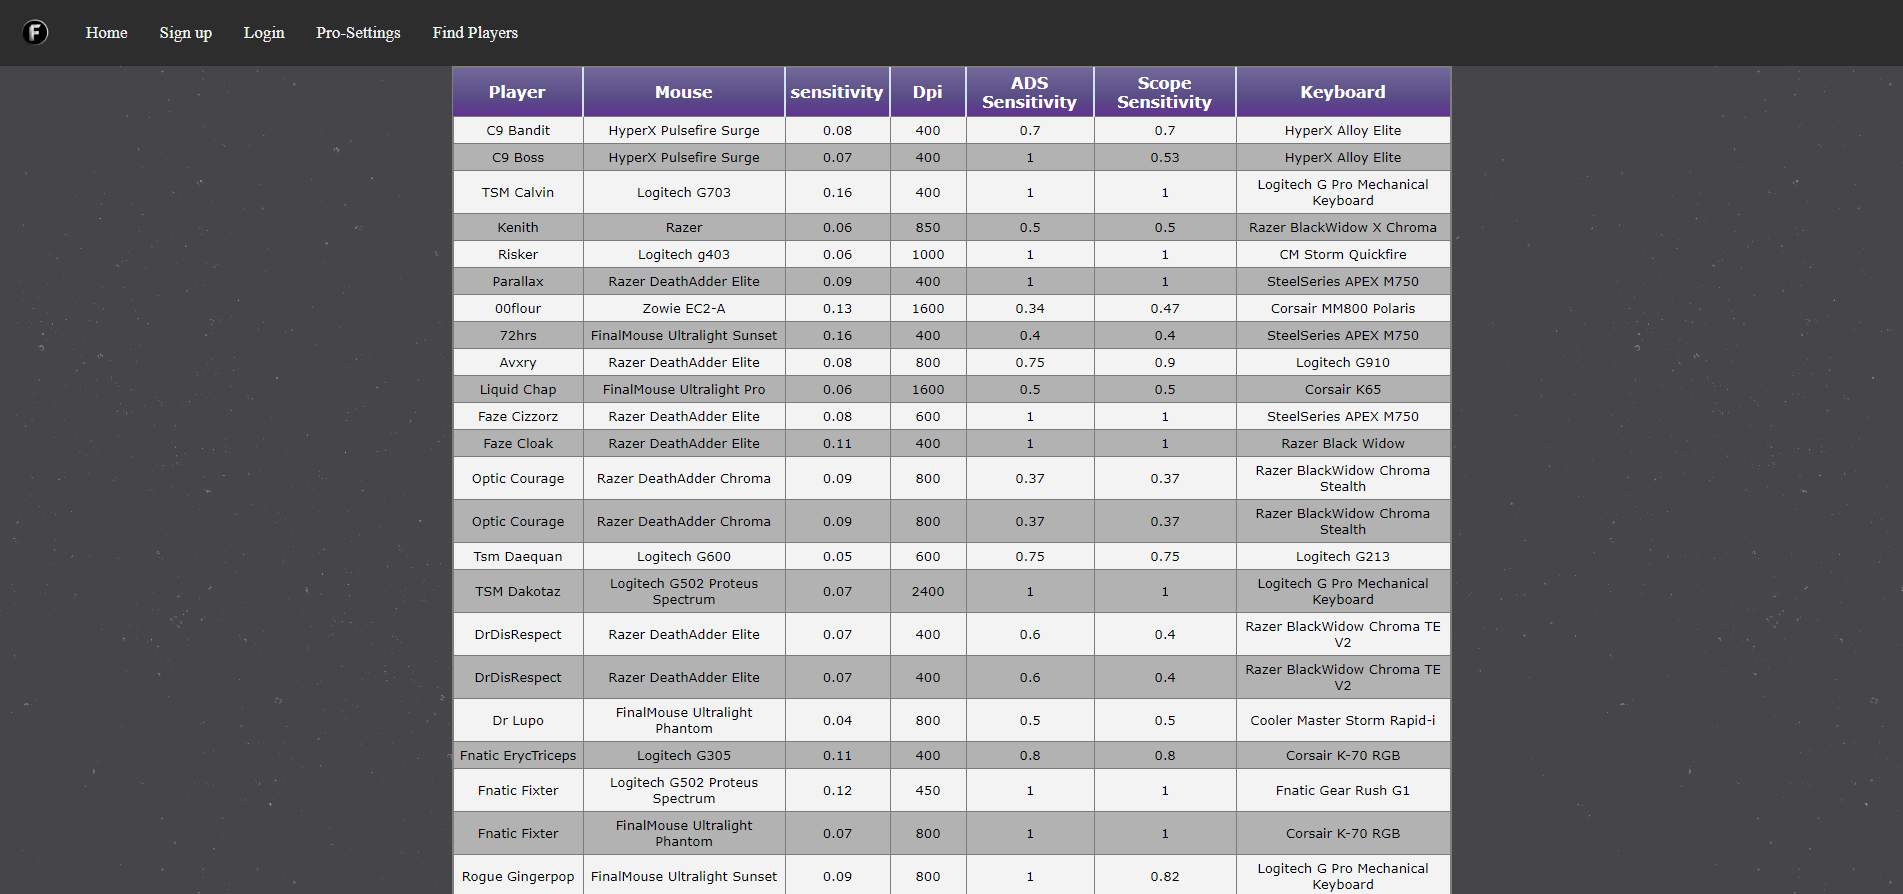 F Home Sign up Login Pro-Settings Find Players
Player Mouse sensitivity Dpi ADS Sensitivity Scope Sensitivity Keyboard
C9 Bandit HyperX Pulsefire Surge 0.08 400 0.7 0.7 HyperX Alloy Elite
C9 Boss HyperX Pulsefire Surge 0.07 400 1 0.53 HyperX Alloy Elite
TSM Calvin Logitech G703 0.16 400 1 1 Logitech G Pro Mechanical Keyboard
Kenith Razer 0.06 850 0.5 0.5 Razer BlackWidow X Chroma
Risker Logitech g403 0.06 1000 1 1 CM Storm Quickfire
Parallax Razer DeathAdder Elite 0.09 400 1 1 SteelSeries APEX M750
00flour Zowie EC2-A 0.13 1600 0.34 0.47 Corsair MM800 Polaris
72hrs FinalMouse Ultralight Sunset 0.16 400 0.4 0.4 SteelSeries APEX M750
Avxry Razer DeathAdder Elite 0.08 800 0.75 0.9 Logitech G910
Liquid Chap FinalMouse Ultralight Pro 0.06 1600 0.5 0.5 Corsair K65
Faze Cizzorz Razer DeathAdder Elite 0.08 600 1 1 SteelSeries APEX M750
Faze Cloak Razer DeathAdder Elite 0.11 400 1 1 Razer Black Widow
Optic Courage Razer DeathAdder Chroma 0.09 800 0.37 0.37 Razer BlackWidow Chroma Stealth
Optic Courage Razer DeathAdder Chroma 0.09 800 0.37 0.37 Razer BlackWidow Chroma Stealth
Tsm Daequan Logitech G600 0.05 600 0.75 0.75 Logitech G213
TSM Dakotaz Logitech G502 Proteus Spectrum 0.07 2400 1 1 Logitech G Pro Mechanical Keyboard
DrDisRespect Razer DeathAdder Elite 0.07 400 0.6 0.4 Razer BlackWidow Chroma TE V2
DrDisRespect Razer DeathAdder Elite 0.07 400 0.6 0.4 Razer BlackWidow Chroma TE V2
Dr Lupo FinalMouse Ultralight Phantom 0.04 800 0.5 0.5 Cooler Master Storm Rapid-i
Fnatic ErycTriceps Logitech G305 0.11 400 0.8 0.8 Corsair K-70 RGB
Fnatic Fixter Logitech G502 Proteus Spectrum 0.12 450 1 1 Fnatic Gear Rush G1
Fnatic Fixter FinalMouse Ultralight Phantom 0.07 800 1 1 Corsair K-70 RGB
Rogue Gingerpop FinalMouse Ultralight Sunset 0.09 800 1 0.82 Logitech G Pro Mechanical Keyboard